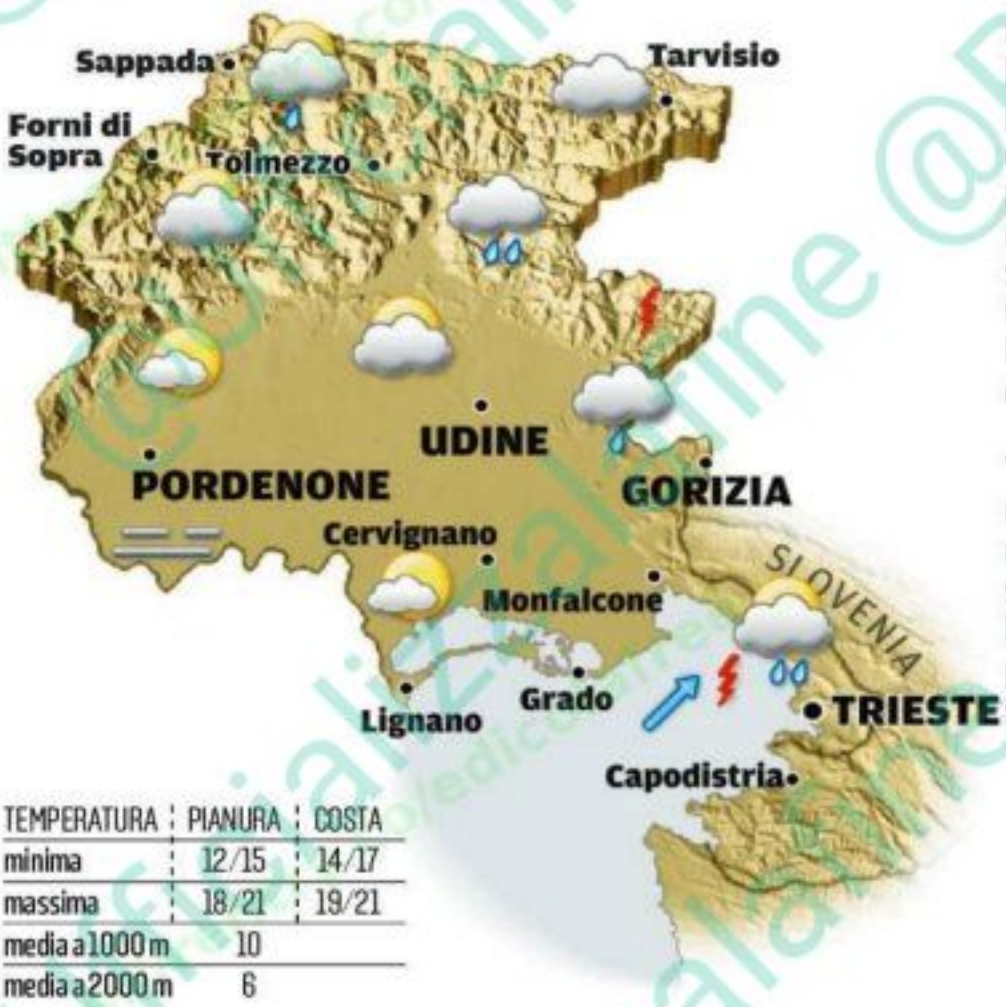 Sappada
Tarvisio
Forni di
Sopra
Tolmezzo
UDINE
PORDENONE
GORIZIA
Cervignano
SLOVENIA
Monfalcone
Grado
Lignano
TRIESTE
Capodistria
TEMPERATURA PIANURA COSTA
minima 12/15 14/17
massima 18/21 19/21
media a 1000 m 10
media a 2000 m 6